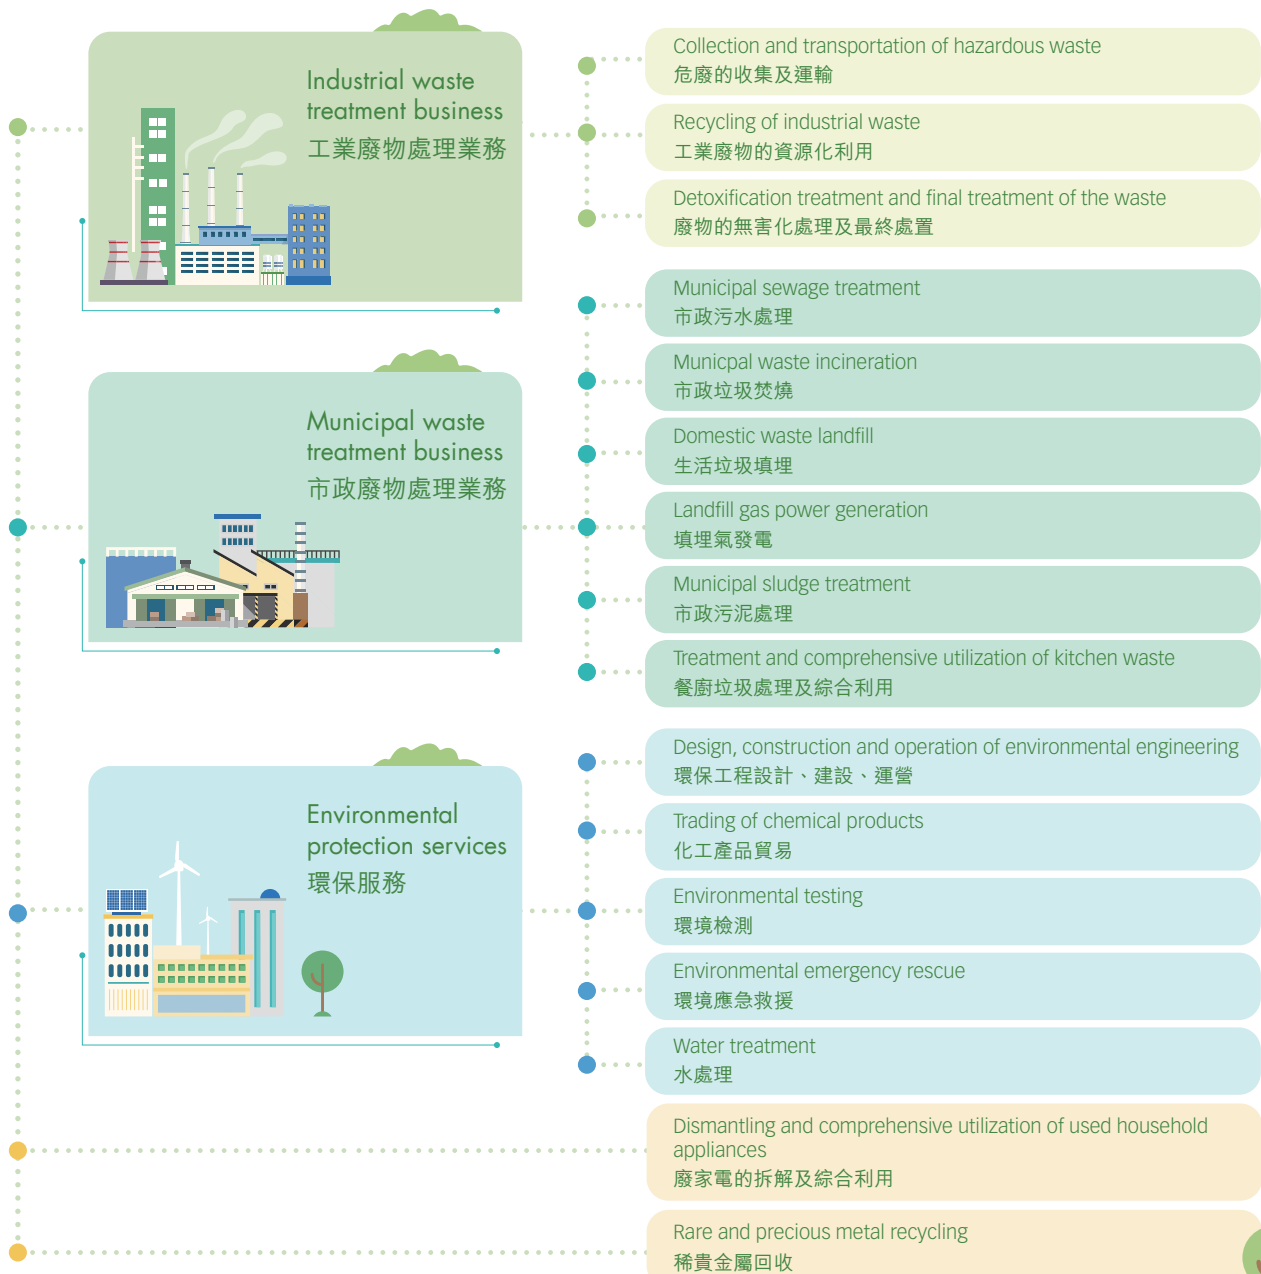 Industrial waste
treatment business
工業廢物處理業務
Collection and transportation of hazardous waste
危廢的收集及運輸
Recycling of industrial waste
工業廢物的資源化利用
Detoxification treatment and final treatment of the waste
廢物的無害化處理及最終處置
Municipal waste
treatment business
市政廢物處理業務
Municipal sewage treatment
市政污水處理
Municpal waste incineration
市政垃圾焚燒
Domestic waste landfill
生活垃圾填埋
Landfill gas power generation
填埋氣發電
Municipal sludge treatment
市政污泥處理
Treatment and comprehensive utilization of kitchen waste
餐廚垃圾處理及綜合利用
Environmental
protection services
環保服務
Design, construction and operation of environmental engineering
環保工程設計、建設、運營
Trading of chemical products
化工產品貿易
Environmental testing
環境檢測
Environmental emergency rescue
環境應急救援
Water treatment
水處理
Dismantling and comprehensive utilization of used household
appliances
廢家電的拆解及綜合利用
Rare and precious metal recycling
稀貴金屬回收